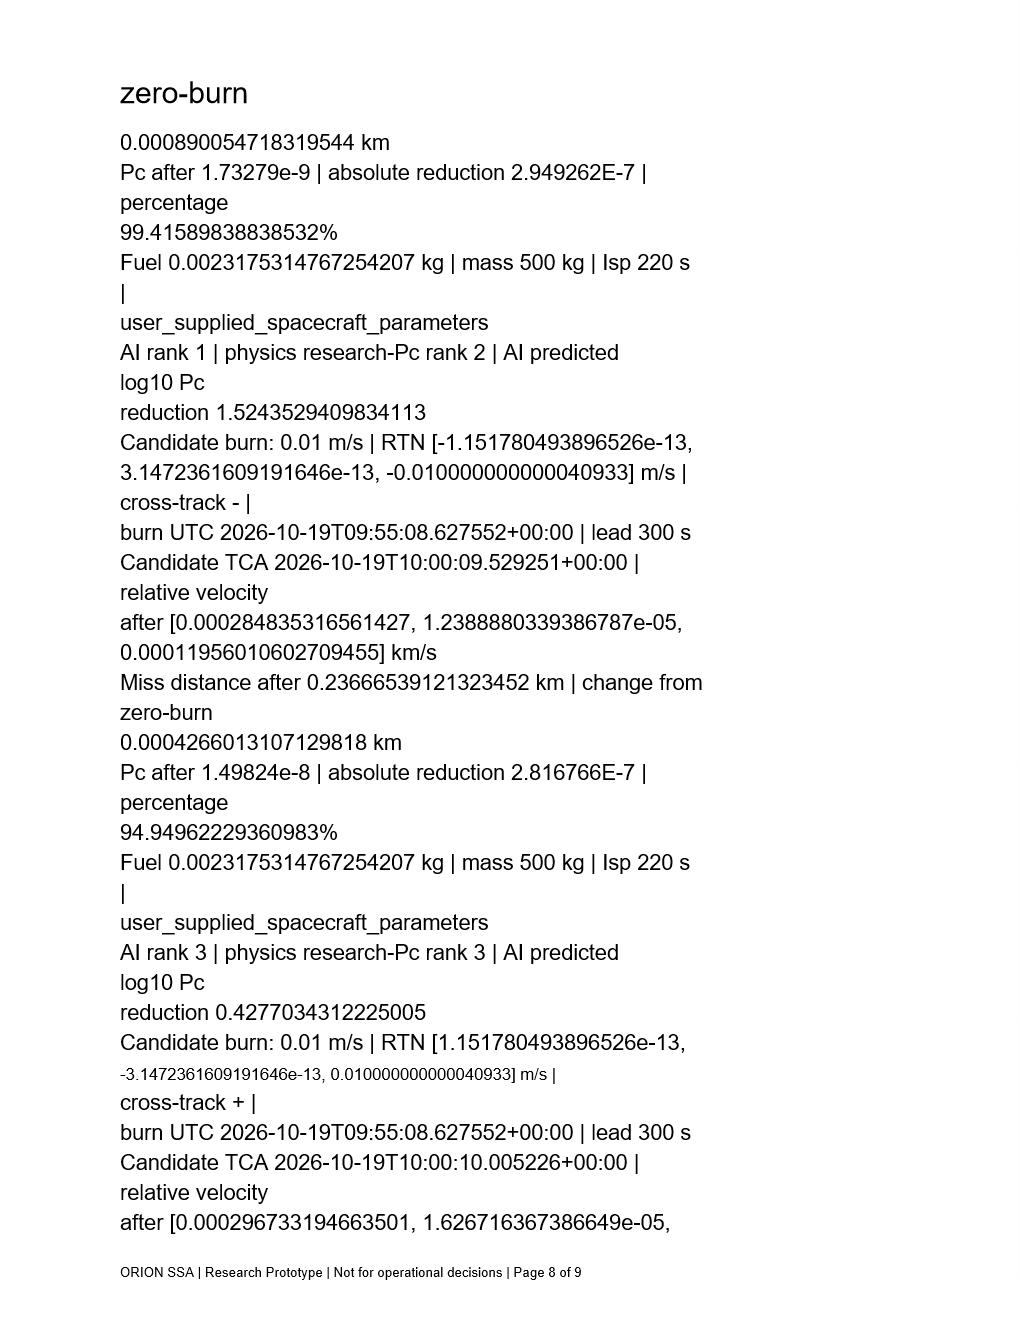 zero-burn
0.000890054718319544 km
Pc after 1.73279e-9 | absolute reduction 2.949262E-7 |
percentage
99.41589838838532%
Fuel 0.0023175314767254207 kg | mass 500 kg | Isp 220 s
|
user_supplied_spacecraft_parameters
AI rank 1 | physics research-Pc rank 2 | AI predicted
log10 Pc
reduction 1.5243529409834113
Candidate burn: 0.01 m/s | RTN [-1.151780493896526e-13,
3.1472361609191646e-13, -0.010000000000040933] m/s |
cross-track - |
burn UTC 2026-10-19T09:55:08.627552+00:00 | lead 300 s
Candidate TCA 2026-10-19T10:00:09.529251+00:00 |
relative velocity
after [0.000284835316561427, 1.2388880339386787e-05,
0.00011956010602709455] km/s
Miss distance after 0.23666539121323452 km | change from
zero-burn
0.0004266013107129818 km
Pc after 1.49824e-8 | absolute reduction 2.816766E-7 |
percentage
94.94962229360983%
Fuel 0.0023175314767254207 kg | mass 500 kg | Isp 220 s
|
user_supplied_spacecraft_parameters
AI rank 3 | physics research-Pc rank 3 | AI predicted
log10 Pc
reduction 0.4277034312225005
Candidate burn: 0.01 m/s | RTN [1.151780493896526e-13,
-3.1472361609191646e-13, 0.010000000000040933] m/s |
cross-track + |
burn UTC 2026-10-19T09:55:08.627552+00:00 | lead 300 s
Candidate TCA 2026-10-19T10:00:10.005226+00:00 |
relative velocity
after [0.000296733194663501, 1.626716367386649e-05,
ORION SSA | Research Prototype | Not for operational decisions | Page 8 of 9